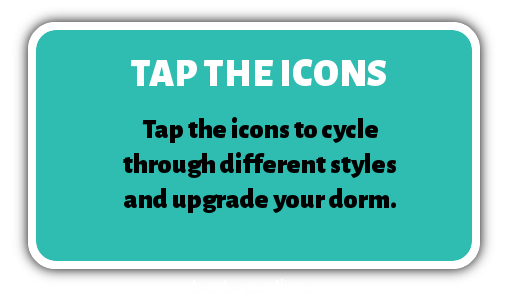 TAP THE ICONS
Tap the icons to cycle
through different styles
and upgrade your dorm.